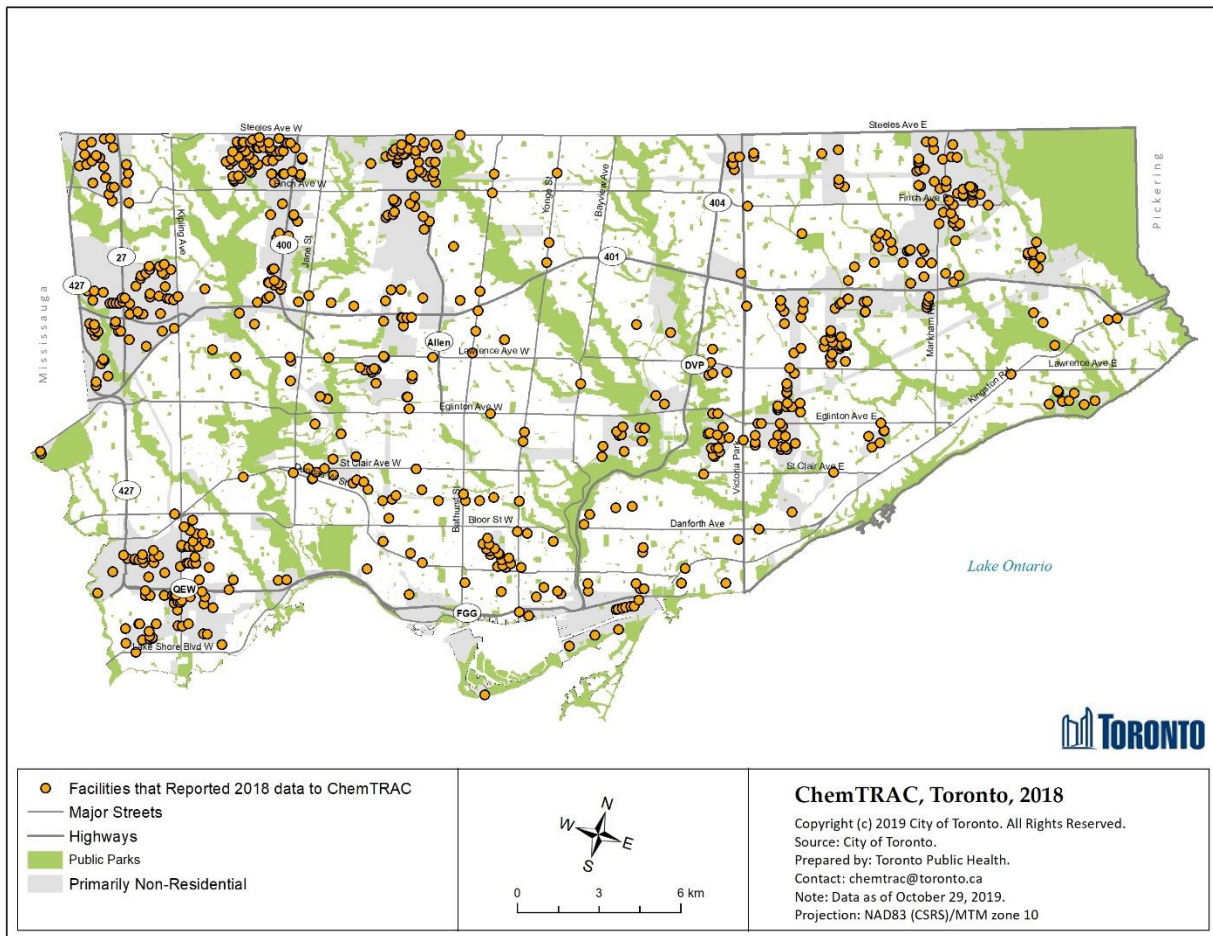 Steeles Ave W
Steeles Ave E
Finch Ave W
Finch Ave E
Kipling Ave
Jane St
Yonge St
Bayview Ave
Pickering
404
400
27
401
427
Mississauga
Allen
Markham
Lawrence Ave W
DVP
Lawrence Ave E
Kingston Rd
Eglinton Ave W
Eglinton Ave E
Victoria Park
St Clair Ave W
St Clair Ave E
427
Bathurst St
Bloor St W
Danforth Ave
Lake Ontario
QEW
FGG
Lake Shore Blvd W
TORONTO
Facilities that Reported 2018 data to ChemTRAC
Major Streets
Highways
Public Parks
Primarily Non-Residential
N
W
E
S
0 3 6 km
ChemTRAC, Toronto, 2018
Copyright (c) 2019 City of Toronto. All Rights Reserved.
Source: City of Toronto.
Prepared by: Toronto Public Health.
Contact: chemtrac@toronto.ca
Note: Data as of October 29, 2019.
Projection: NAD83 (CSRS)/MTM zone 10